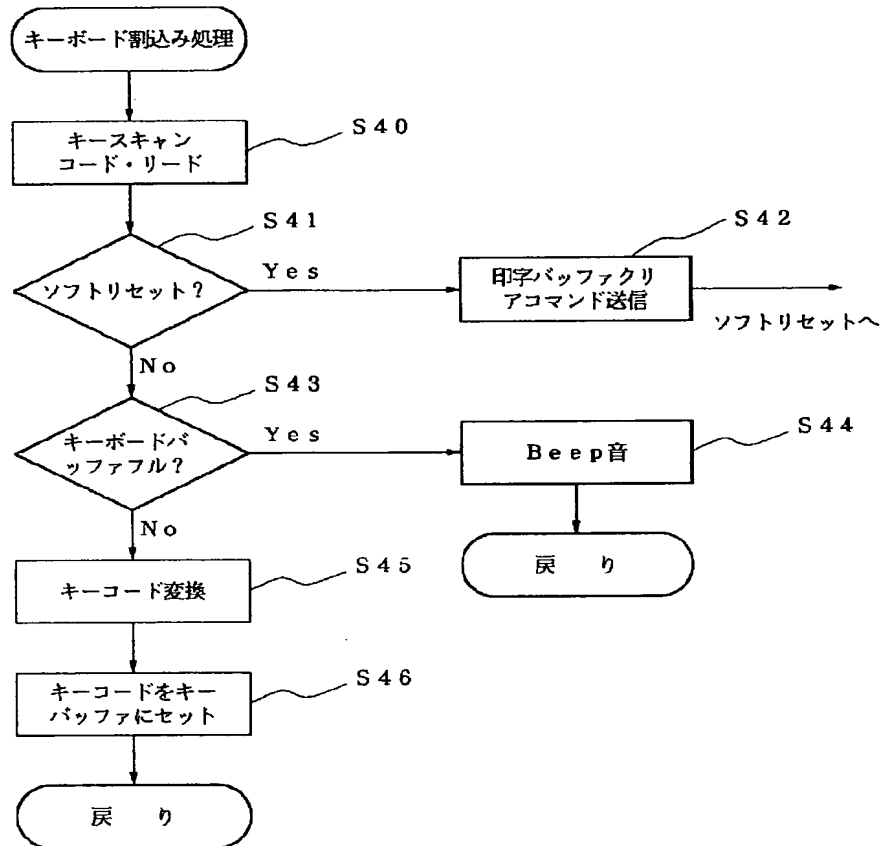 キーボード割込み処理
キースキャン
コード・リード
S40
S41
ソフトリセット？
Yes
S42
印字バッファクリ
アコマンド送信
ソフトリセットへ
No
S43
キーボードバ
ッファフル？
Yes
S44
Beep音
戻 り
No
S45
キーコード変換
S46
キーコードをキー
バッファにセット
戻 り